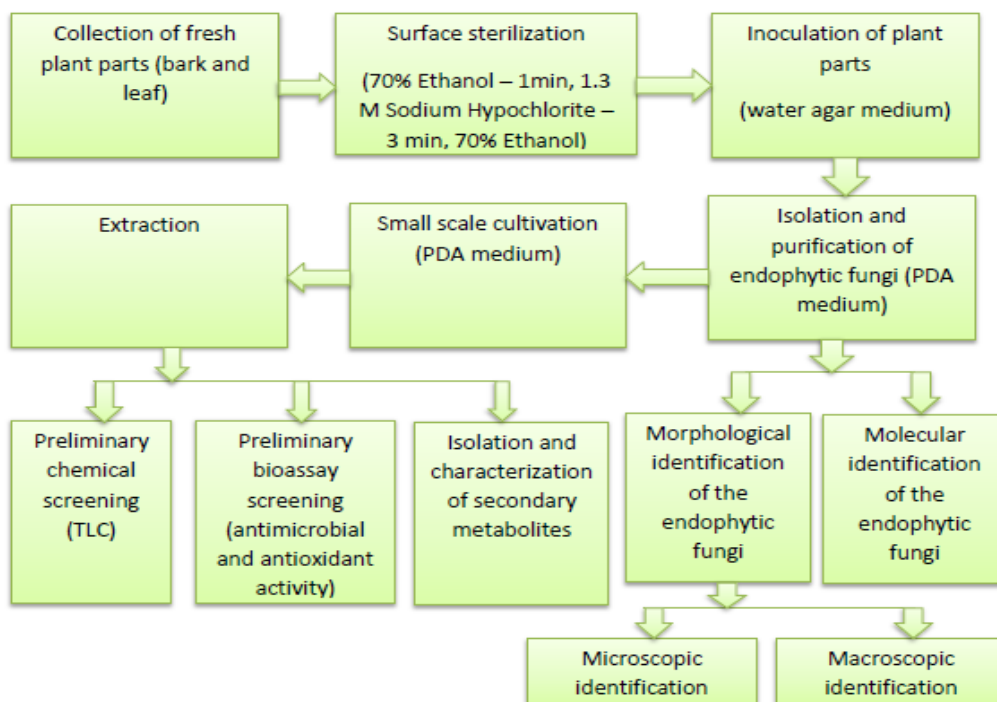 Collection of fresh
plant parts (bark and
leaf)
Surface sterilization
(70% Ethanol – 1min, 1.3
M Sodium Hypochlorite –
3 min, 70% Ethanol)
Inoculation of plant
parts
(water agar medium)
Extraction
Small scale cultivation
(PDA medium)
Isolation and
purification of
endophytic fungi (PDA
medium)
Preliminary
chemical
screening
(TLC)
Preliminary
bioassay
screening
(antimicrobial
and antioxidant
activity)
Isolation and
characterization
of secondary
metabolites
Morphological
identification
of the
endophytic
fungi
Molecular
identification
of the
endophytic
fungi
Microscopic
identification
Macroscopic
identification